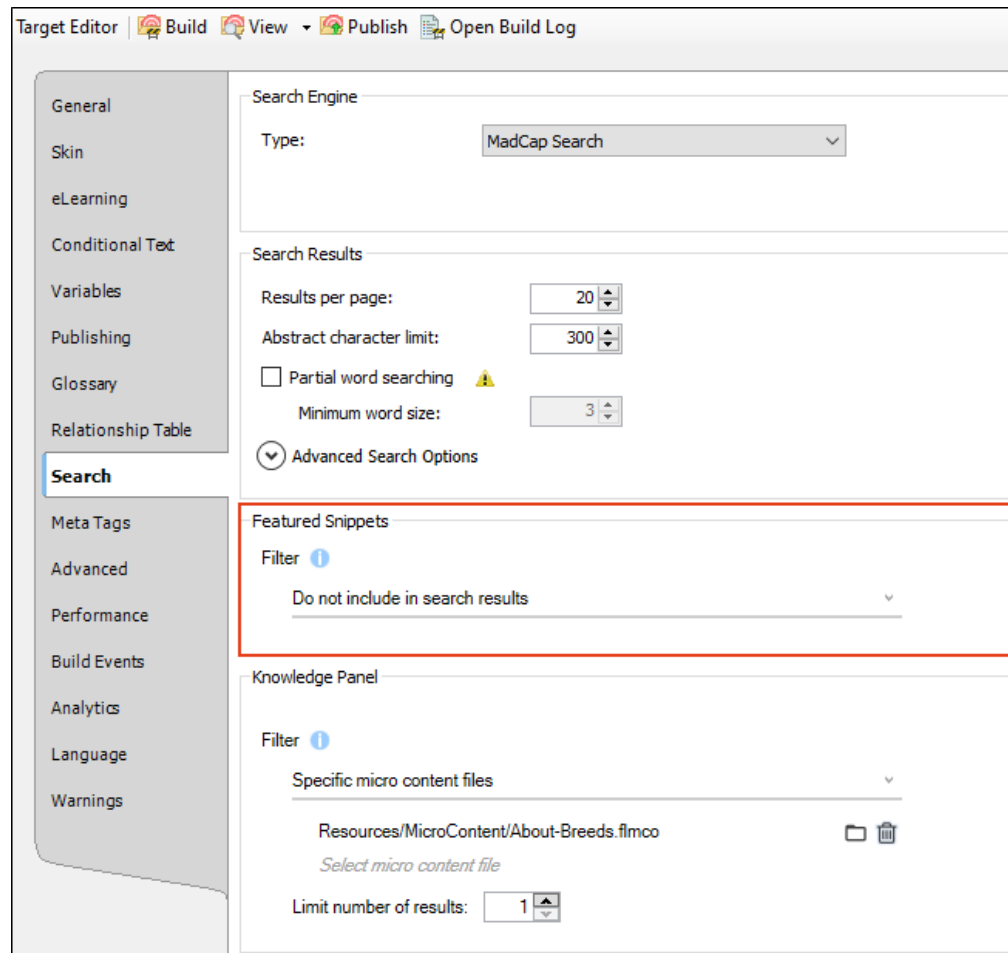 Target Editor Build View Publish Open Build Log
General
Skin
eLearning
Conditional Text
Variables
Publishing
Glossary
Relationship Table
Search
Meta Tags
Advanced
Performance
Build Events
Analytics
Language
Warnings
Search Engine
Type: MadCap Search
Search Results
Results per page: 20
Abstract character limit: 300
Partial word searching
Minimum word size: 3
Advanced Search Options
Featured Snippets
Filter
Do not include in search results
Knowledge Panel
Filter
Specific micro content files
Resources/MicroContent/About-Breeds.flmco
Select micro content file
Limit number of results: 1